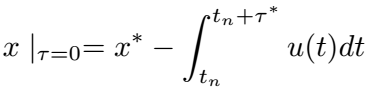 x |τ=0= x* − ∫_{t_n}^{t_n+τ*} u(t)dt